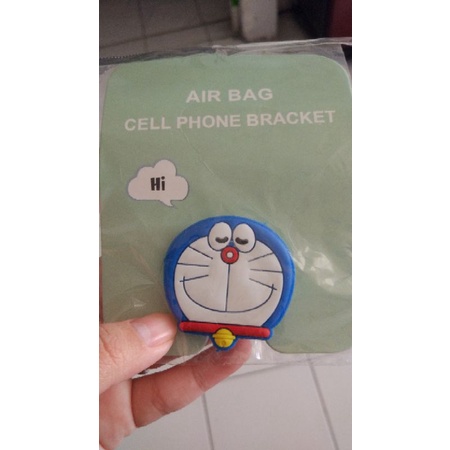 AIR BAG
CELL PHONE BRACKET
Hi